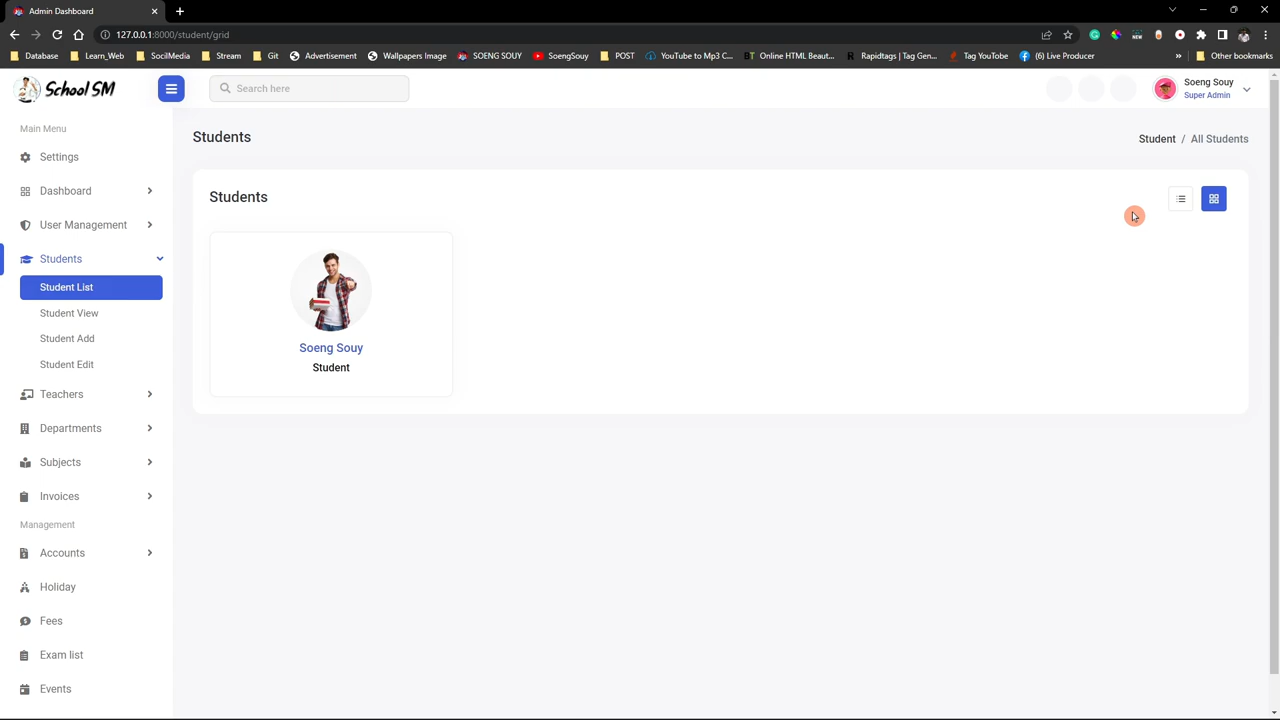 Admin Dashboard
127.0.0.1:8000/student/grid
Database
Learn_Web
SocilMedia
Stream
Git
Advertisement
Wallpapers Image
SOENG SOUY
SoengSouy
POST
YouTube to Mp3 C...
Online HTML Beaut...
Rapidtags | Tag Gen...
Tag YouTube
(6) Live Producer
»
Other bookmarks
School SM
Search here
Soeng Souy
Super Admin
Main Menu
Settings
Dashboard
User Management
Students
Student List
Student View
Student Add
Student Edit
Teachers
Departments
Subjects
Invoices
Management
Accounts
Holiday
Fees
Exam list
Events
Students
Student / All Students
Students
Soeng Souy
Student